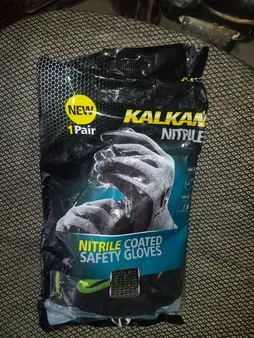 NEW
1 Pair
KALKAN
NITRILE
NITRILE COATED
SAFETY GLOVES